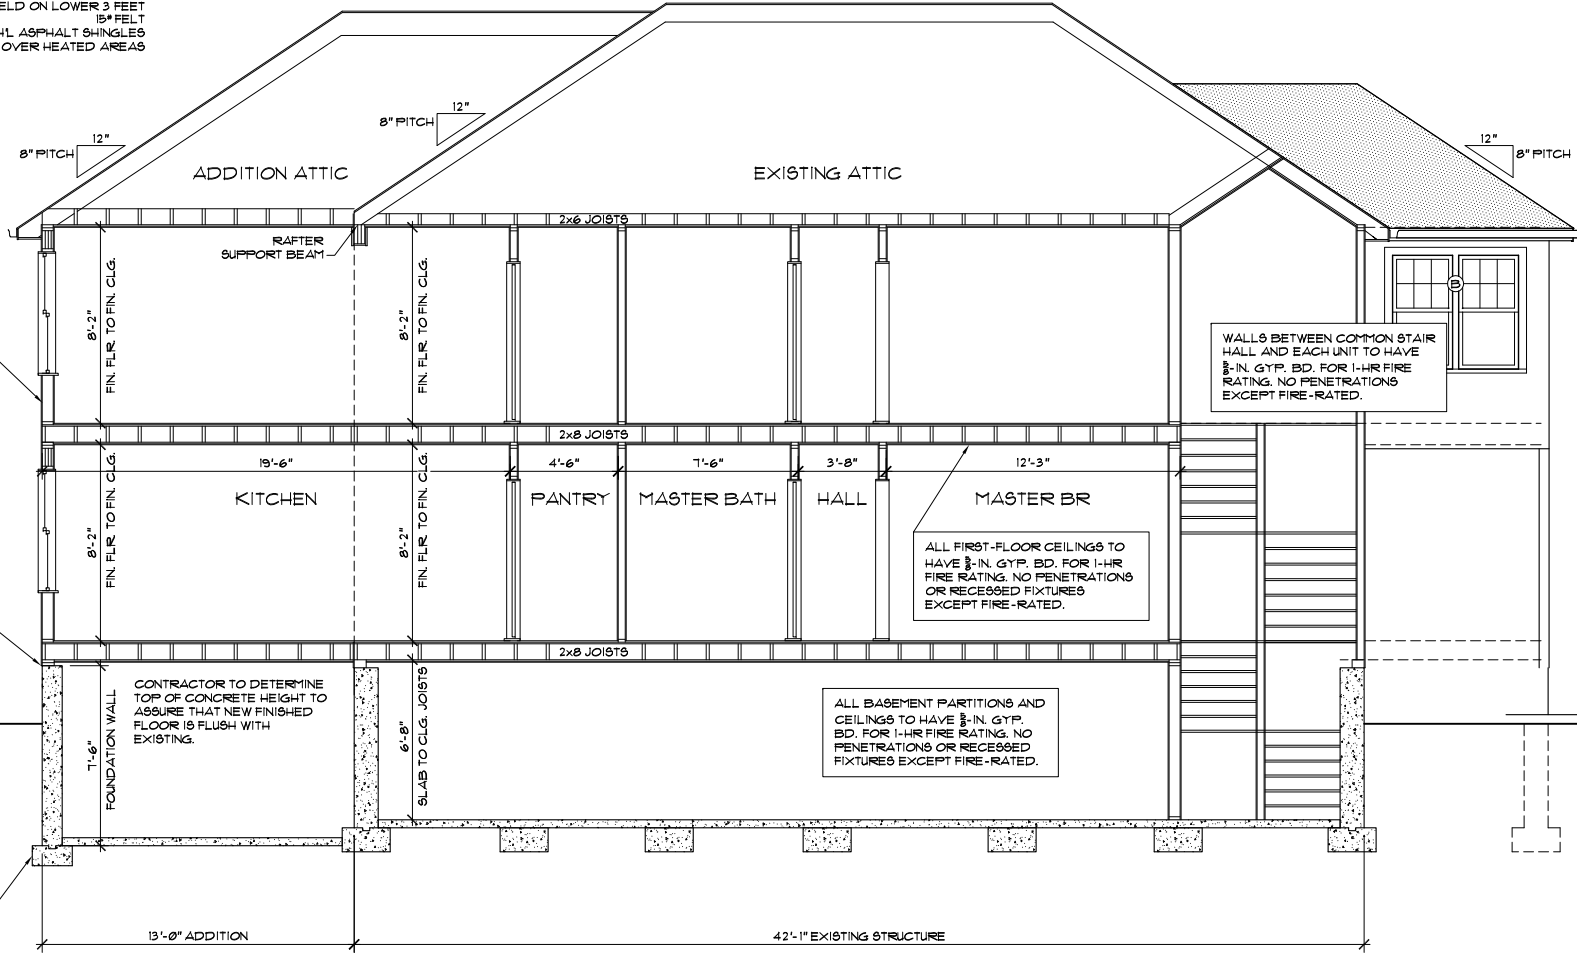 ELD ON LOWER 3 FEET
15# FELT
ASPHALT SHINGLES
OVER HEATED AREAS
12"
8" PITCH
12"
8" PITCH
12"
8" PITCH
ADDITION ATTIC
EXISTING ATTIC
2x6 JOISTS
RAFTER
SUPPORT BEAM
8'-2"
FIN. FLR. TO FIN. CLG.
8'-2"
FIN. FLR. TO FIN. CLG.
B
WALLS BETWEEN COMMON STAIR
HALL AND EACH UNIT TO HAVE
5/8-IN. GYP. BD. FOR 1-HR FIRE
RATING. NO PENETRATIONS
EXCEPT FIRE-RATED.
2x8 JOISTS
19'-6"
4'-6"
7'-6"
3'-8"
12'-3"
KITCHEN
PANTRY
MASTER BATH
HALL
MASTER BR
8'-2"
FIN. FLR. TO FIN. CLG.
8'-2"
FIN. FLR. TO FIN. CLG.
ALL FIRST-FLOOR CEILINGS TO
HAVE 5/8-IN. GYP. BD. FOR 1-HR
FIRE RATING. NO PENETRATIONS
OR RECESSED FIXTURES
EXCEPT FIRE-RATED.
2x8 JOISTS
7'-6"
FOUNDATION WALL
CONTRACTOR TO DETERMINE
TOP OF CONCRETE HEIGHT TO
ASSURE THAT NEW FINISHED
FLOOR IS FLUSH WITH
EXISTING.
6'-8"
SLAB TO CLG. JOISTS
ALL BASEMENT PARTITIONS AND
CEILINGS TO HAVE 5/8-IN. GYP.
BD. FOR 1-HR FIRE RATING. NO
PENETRATIONS OR RECESSED
FIXTURES EXCEPT FIRE-RATED.
13'-0" ADDITION
42'-1" EXISTING STRUCTURE